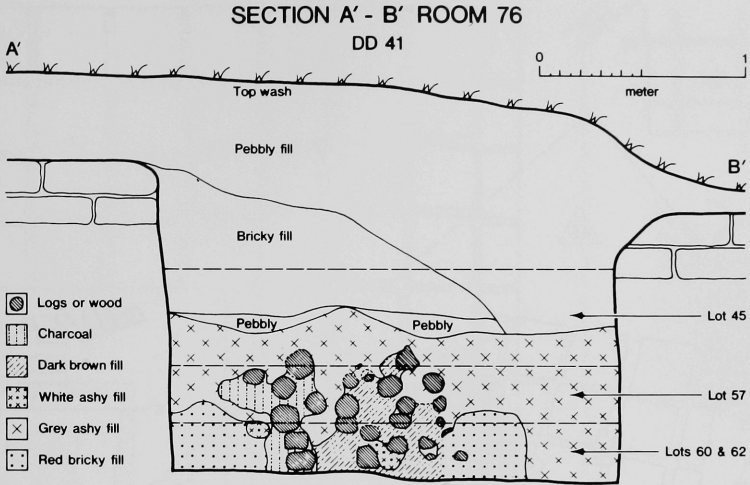 SECTION A' - B' ROOM 76
DD 41
A'
0 1
meter
Top wash
Pebbly fill
B'
Bricky fill
Logs or wood
Charcoal
Dark brown fill
White ashy fill
Grey ashy fill
Red bricky fill
Pebbly Pebbly
Lot 45
Lot 57
Lots 60 & 62